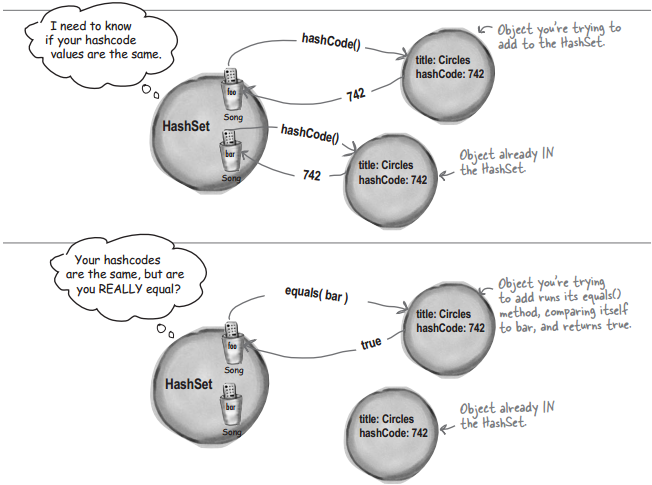 I need to know
if your hashcode
values are the same.
hashCode()
Object you're trying to
add to the HashSet.
title: Circles
hashCode: 742
742
foo
Song
HashSet
hashCode()
bar
Song
742
title: Circles
hashCode: 742
Object already IN
the HashSet
Your hashcodes
are the same, but are
you REALLY equal?
equals( bar )
Object you're trying
to add runs its equals()
method, comparing itself
to bar, and returns true.
title: Circles
hashCode: 742
true
foo
Song
HashSet
bar
Song
title: Circles
hashCode: 742
Object already IN
the HashSet